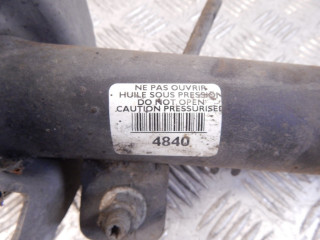 NE PAS OUVRIR
HUILE SOUS PRESSION
DO NOT OPEN
CAUTION PRESSURISED
4840